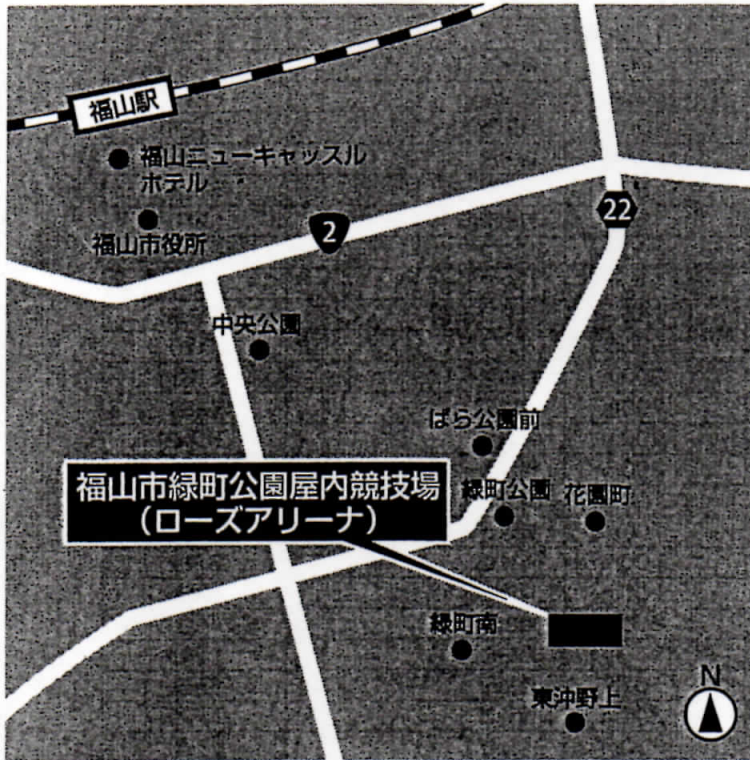 福山駅
福山ニューキャッスル
ホテル
福山市役所
2
22
中央公園
ばら公園前
福山市緑町公園屋内競技場
(ローズアリーナ)
緑町公園
花園町
緑町南
東沖野上
N